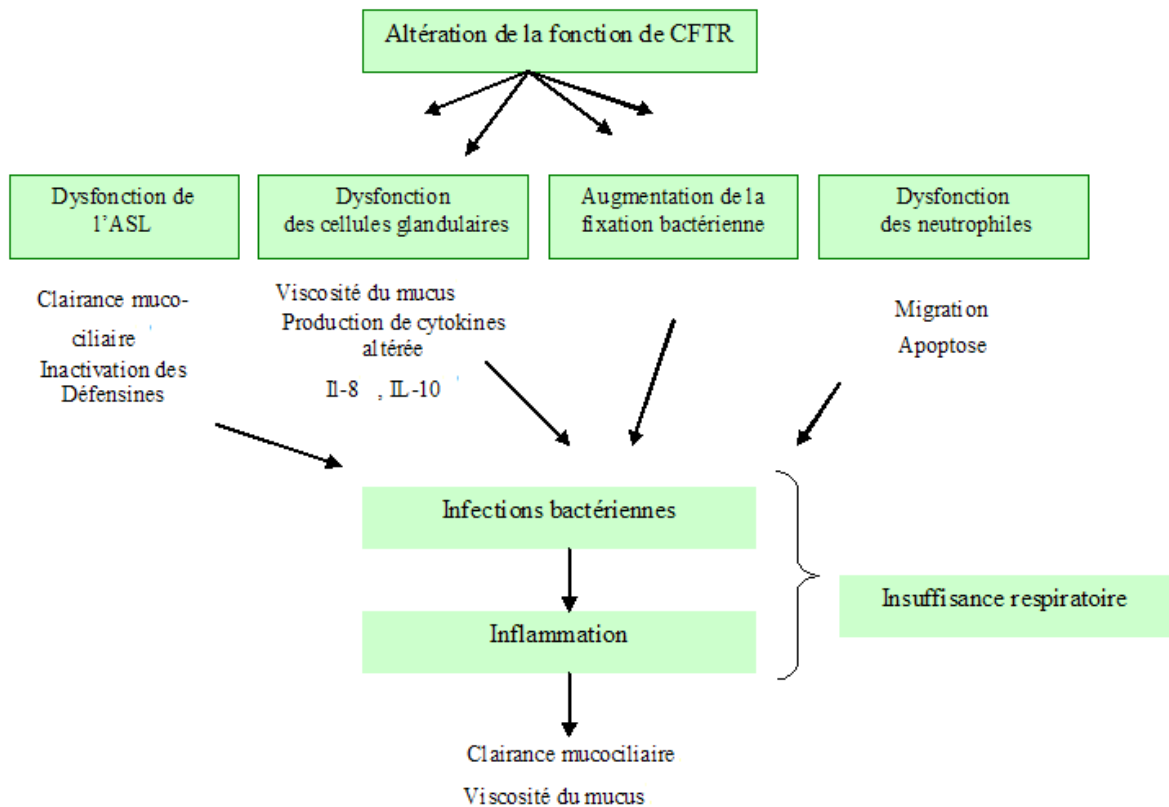 Altération de la fonction de CFTR
Dysfonction de
l'ASL
Dysfonction
des cellules glandulaires
Augmentation de la
fixation bactérienne
Dysfonction
des neutrophiles
Clairance muco-
ciliaire
Inactivation des
Défensines
Viscosité du mucus
Production de cytokines
altérée
Il-8 , IL-10
Migration
Apoptose
Infections bactériennes
Inflammation
Insuffisance respiratoire
Clairance mucociliaire
Viscosité du mucus